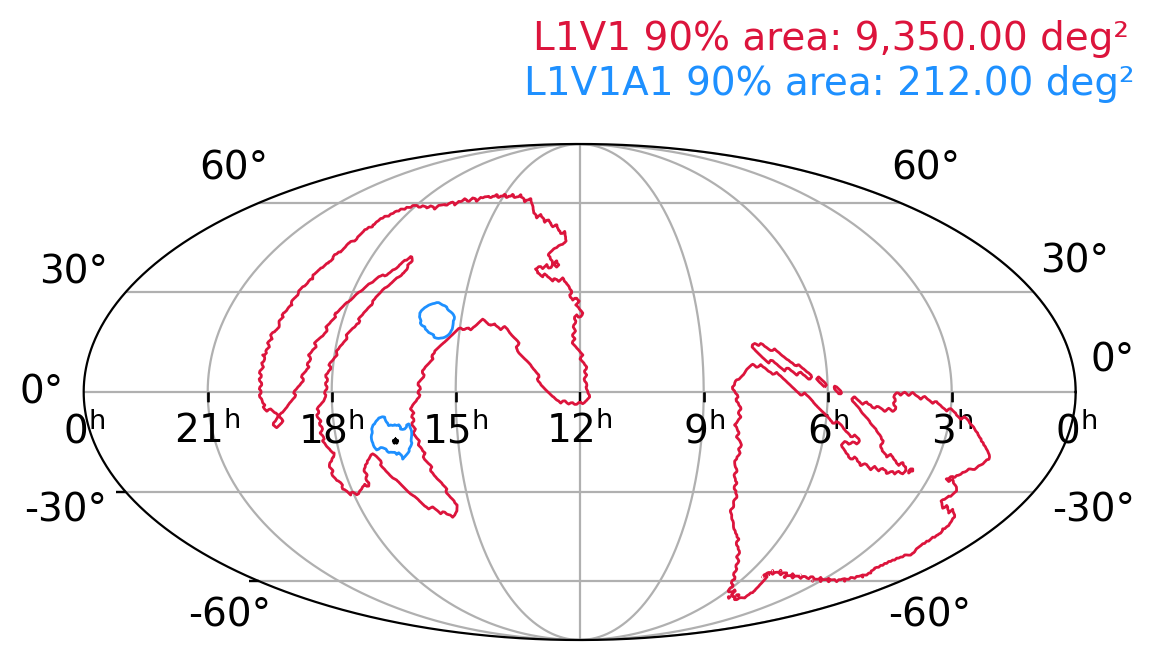 L1V1 90% area: 9,350.00 deg²
L1V1A1 90% area: 212.00 deg²
60° 60°
30° 30°
0° 0°
0h 21h 18h 15h 12h 9h 6h 3h 0h
-30° -30°
-60° -60°